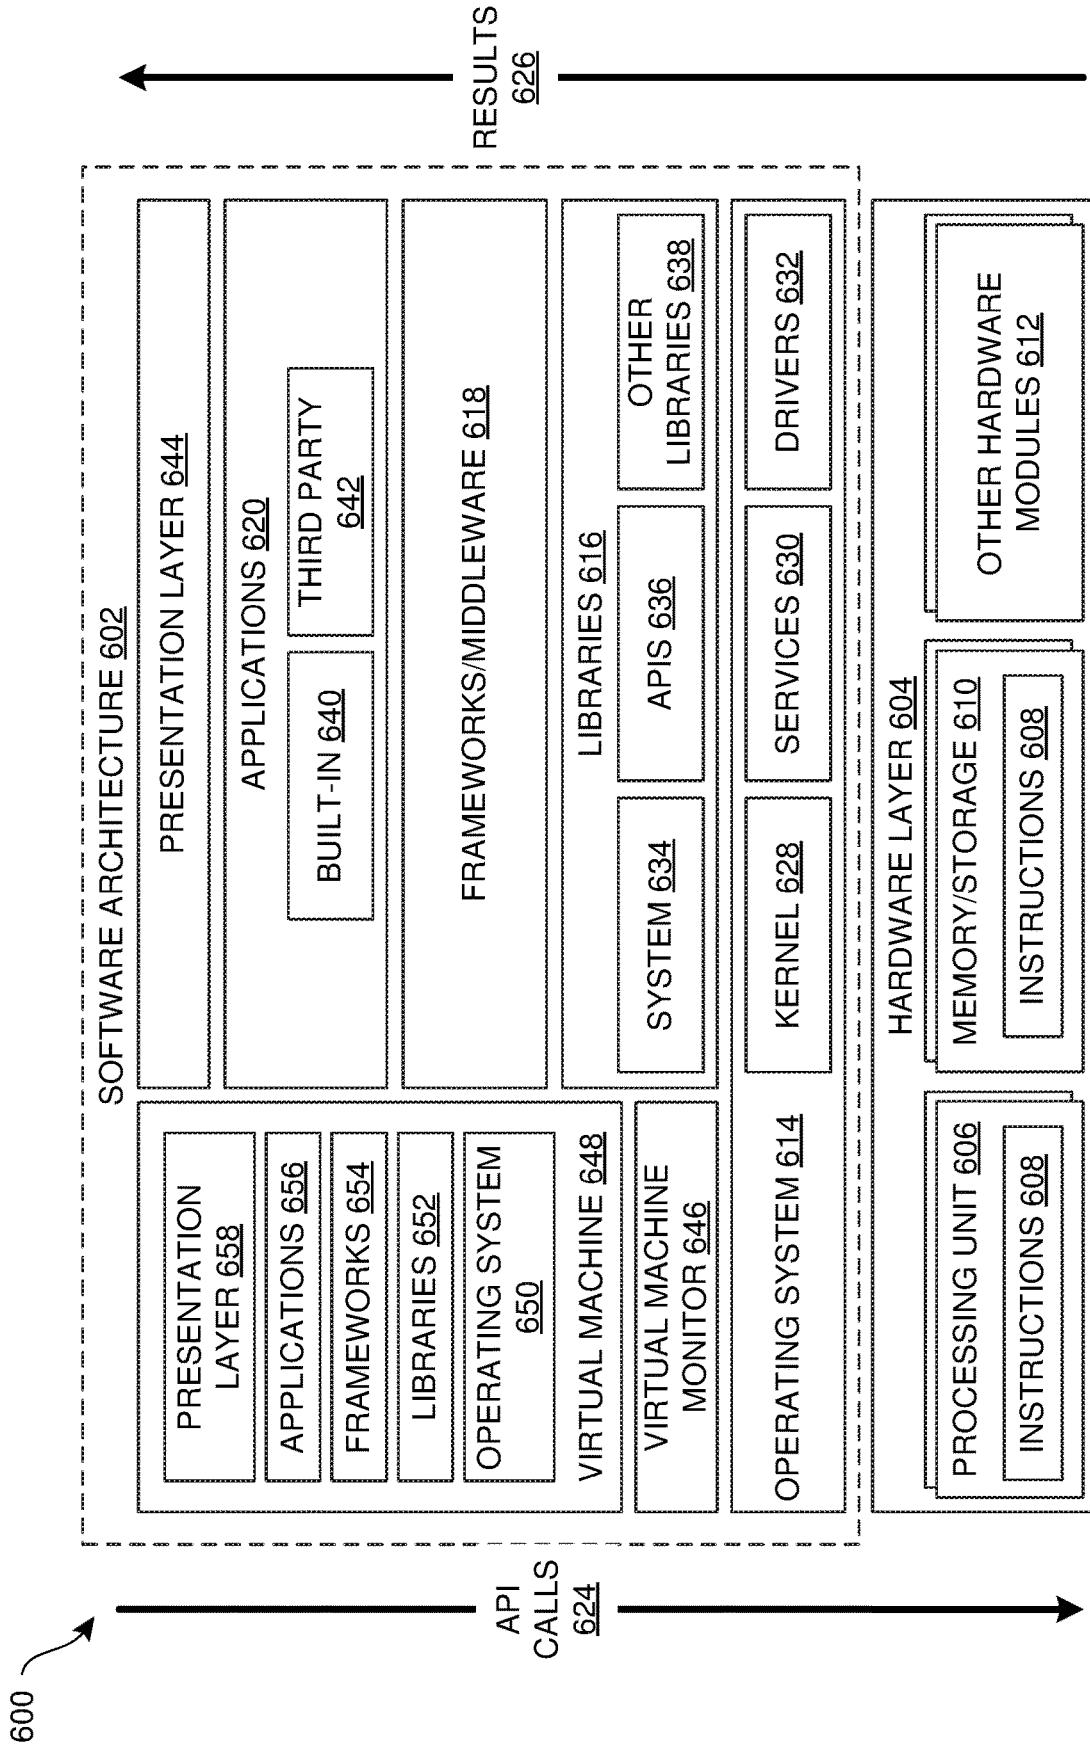 600
SOFTWARE ARCHITECTURE 602
PRESENTATION
LAYER 658
APPLICATIONS 656
FRAMEWORKS 654
LIBRARIES 652
OPERATING SYSTEM
650
VIRTUAL MACHINE 648
VIRTUAL MACHINE
MONITOR 646
PRESENTATION LAYER 644
APPLICATIONS 620
BUILT-IN 640
THIRD PARTY
642
FRAMEWORKS/MIDDLEWARE 618
LIBRARIES 616
SYSTEM 634
APIS 636
OTHER
LIBRARIES 638
OPERATING SYSTEM 614
KERNEL 628
SERVICES 630
DRIVERS 632
HARDWARE LAYER 604
PROCESSING UNIT 606
INSTRUCTIONS 608
MEMORY/STORAGE 610
INSTRUCTIONS 608
OTHER HARDWARE
MODULES 612
API
CALLS
624
RESULTS
626